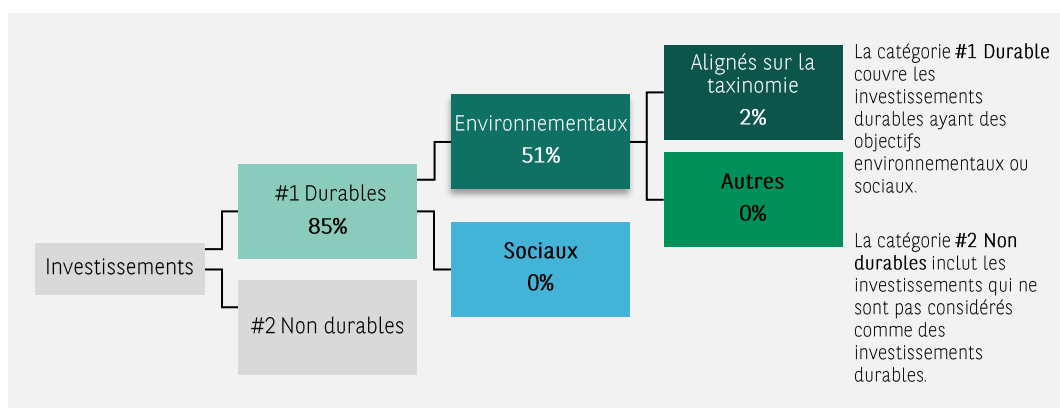 Investissements
#1 Durables
85%
#2 Non durables
Environnementaux
51%
Sociaux
0%
Alignés sur la
taxinomie
2%
Autres
0%
La catégorie #1 Durable
couvre les
investissements
durables ayant des
objectifs
environnementaux ou
sociaux.
La catégorie #2 Non
durables inclut les
investissements qui ne
sont pas considérés
comme des
investissements
durables.